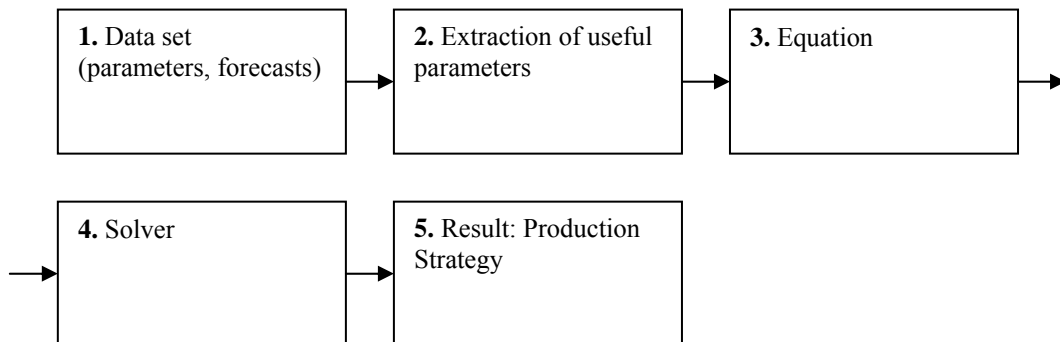 1. Data set
(parameters, forecasts)
2. Extraction of useful
parameters
3. Equation
4. Solver
5. Result: Production
Strategy